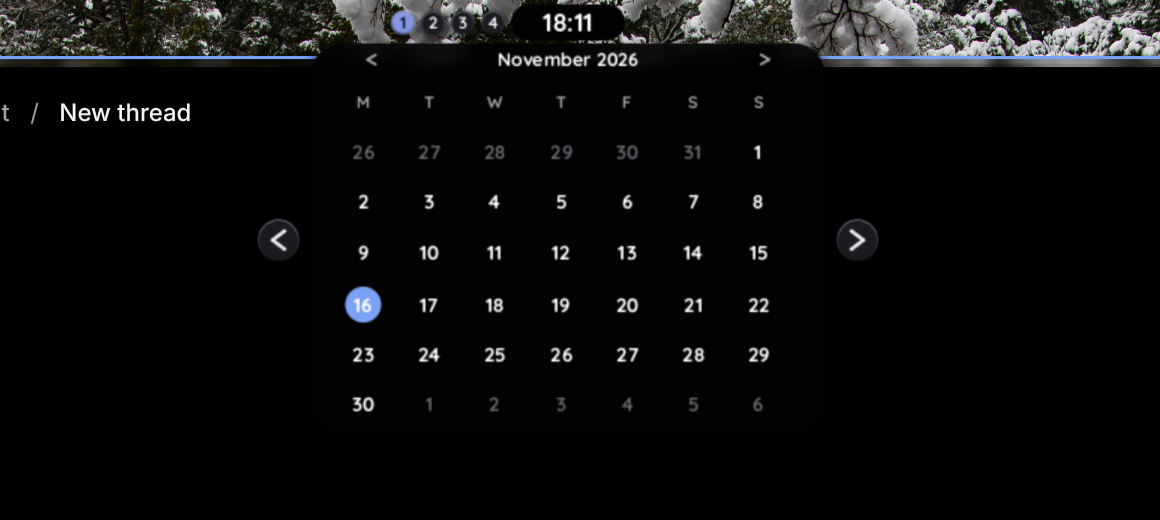 1 2 3 4 18:11
< November 2026 >
t / New thread
M T W T F S S
26 27 28 29 30 31 1
2 3 4 5 6 7 8
9 10 11 12 13 14 15
16 17 18 19 20 21 22
23 24 25 26 27 28 29
30 1 2 3 4 5 6